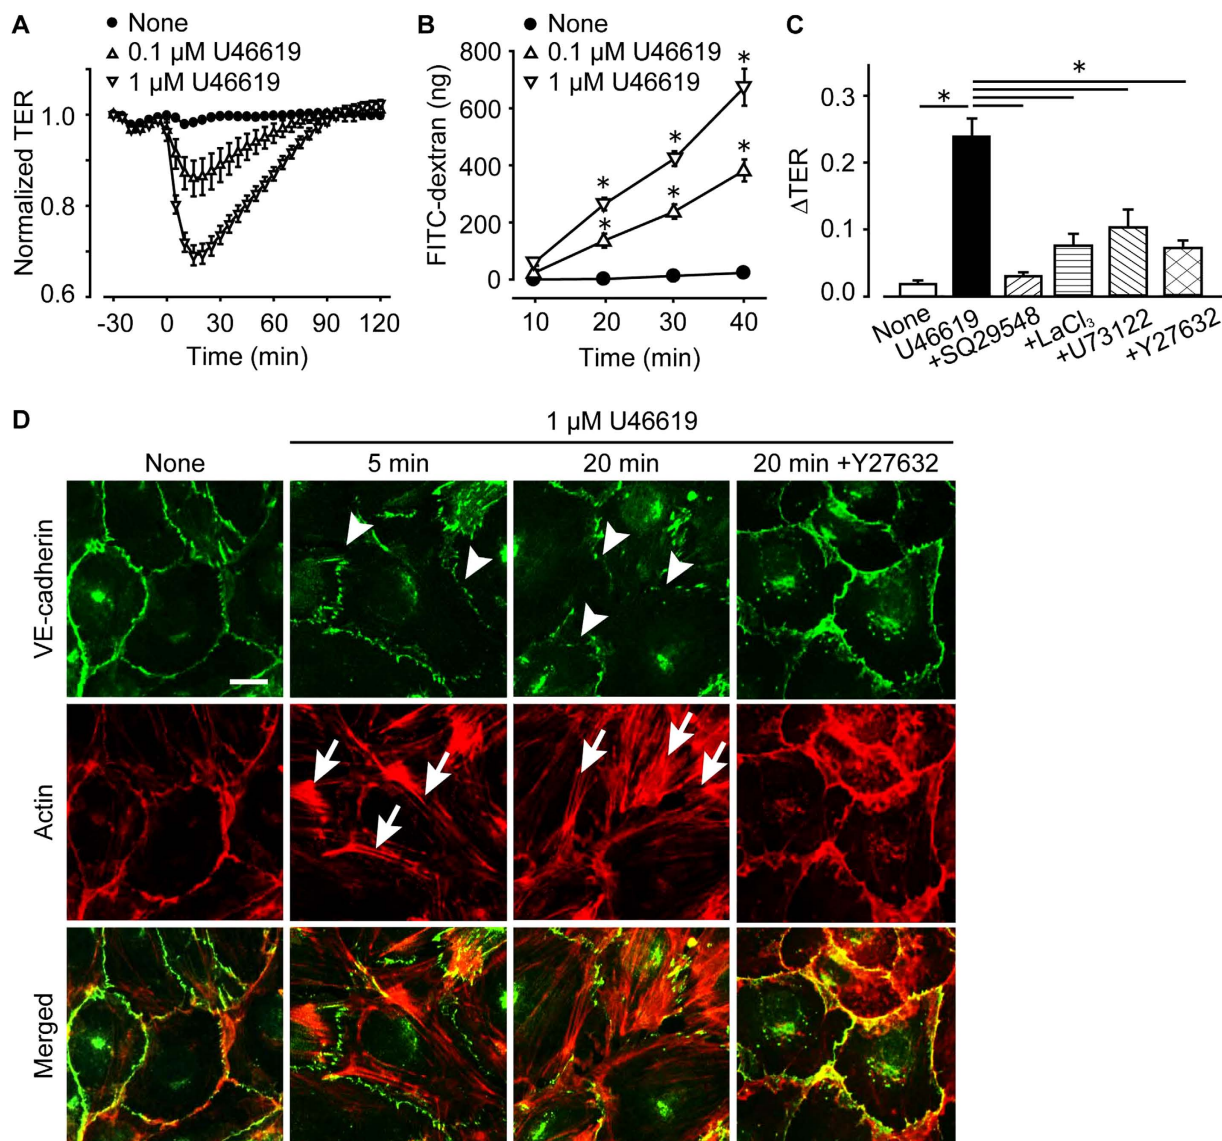 A
None
0.1 µM U46619
1 µM U46619
Normalized TER
1.0
0.8
0.6
-30 0 30 60 90 120
Time (min)
B
None
0.1 µM U46619
1 µM U46619
FITC-dextran (ng)
800
600
400
200
0
* * * * * *
10 20 30 40
Time (min)
C
* *
ΔTER
0.3
0.2
0.1
0.0
None
U46619
+SQ29548
+LaCl₃
+U73122
+Y27632
D
1 µM U46619
None 5 min 20 min 20 min +Y27632
VE-cadherin
Actin
Merged